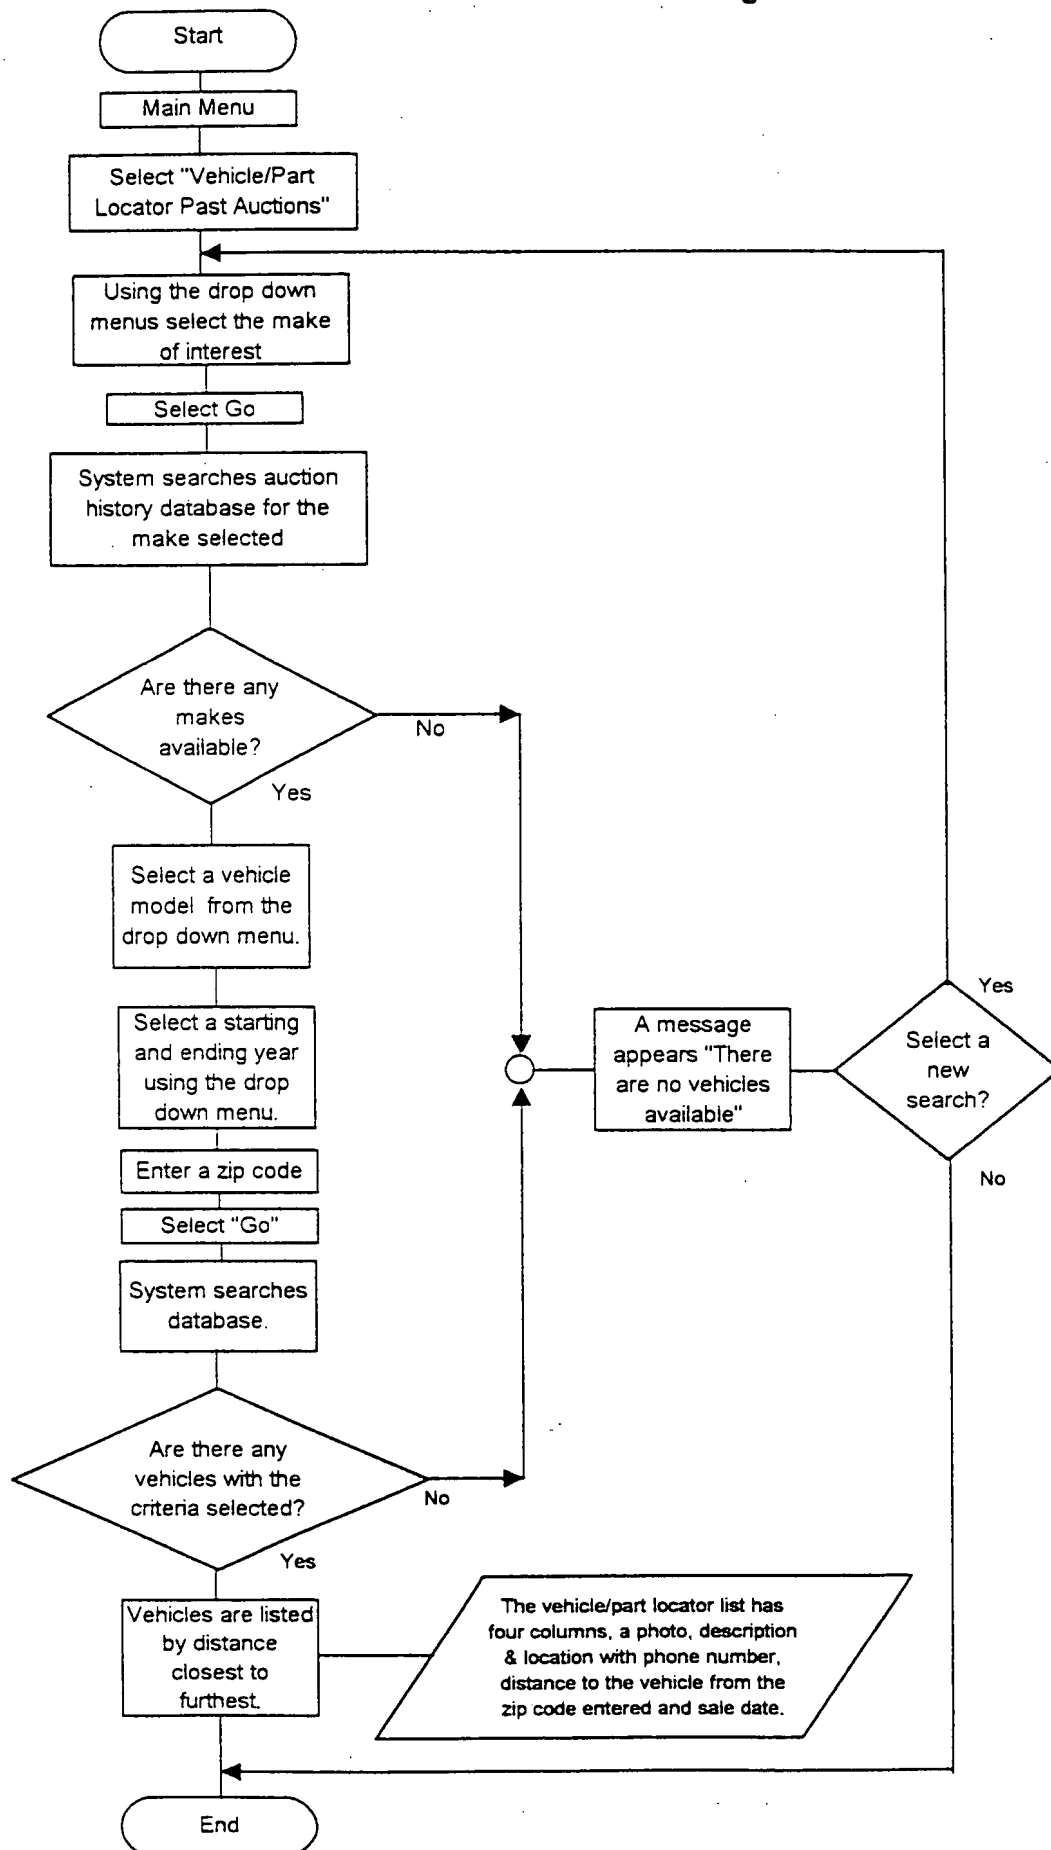 Start
Main Menu
Select "Vehicle/Part
Locator Past Auctions"
Using the drop down
menus select the make
of interest
Select Go
System searches auction
history database for the
make selected
Are there any
makes
available?
No
Yes
Select a vehicle
model from the
drop down menu.
Select a starting
and ending year
using the drop
down menu.
Enter a zip code
Select "Go"
System searches
database.
Are there any
vehicles with the
criteria selected?
No
Yes
Vehicles are listed
by distance
closest to
furthest.
The vehicle/part locator list has
four columns, a photo, description
& location with phone number,
distance to the vehicle from the
zip code entered and sale date.
A message
appears "There
are no vehicles
available"
Select a
new
search?
Yes
No
End